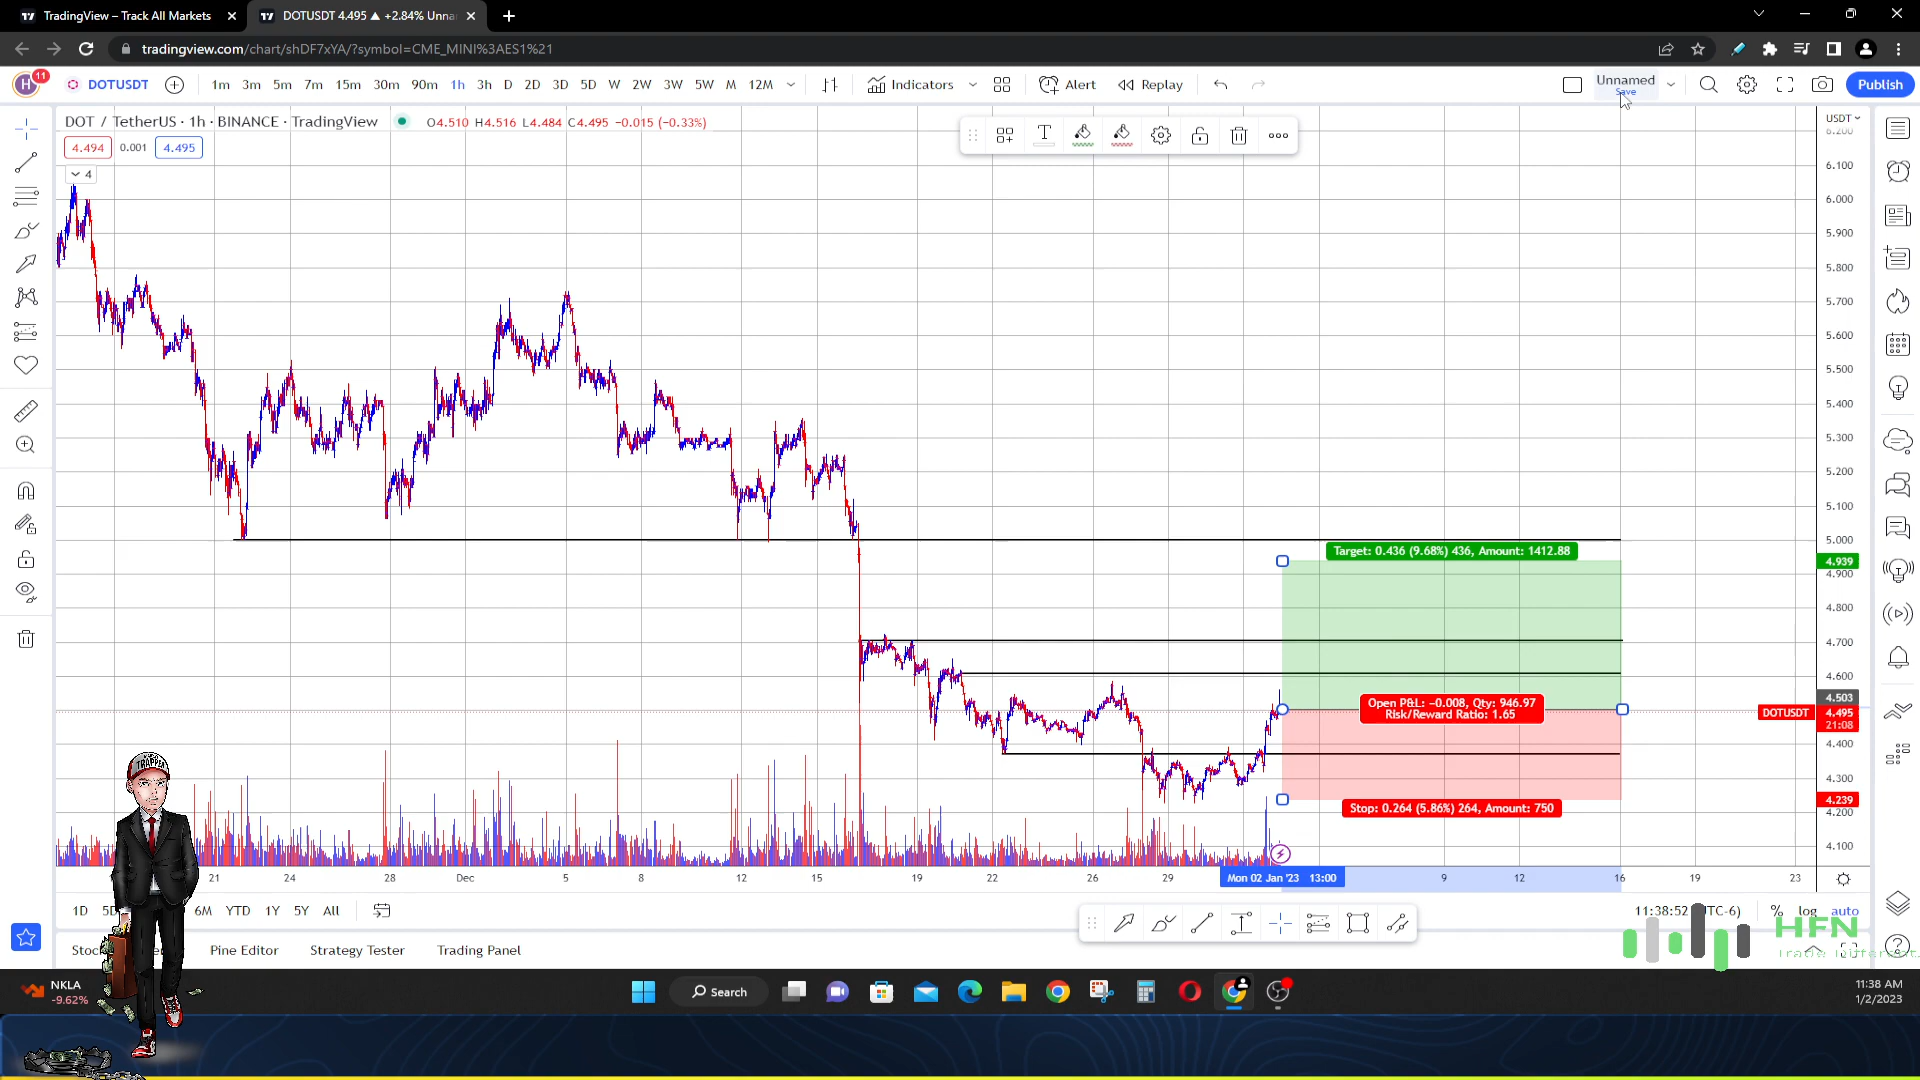 TradingView – Track All Markets
DOTUSDT 4.495 ▲ +2.84% Unna
tradingview.com/chart/shDF7xYA/?symbol=CME_MINI%3AES1%21
H 11 DOTUSDT 1m 3m 5m 7m 15m 30m 90m 1h 3h D 2D 3D 5D W 2W 3W 5W M 12M Indicators Alert Replay Unnamed Publish
Save
DOT / TetherUS · 1h · BINANCE · TradingView O4.510 H4.516 L4.484 C4.495 -0.015 (-0.33%)
4.494 0.001 4.495
4
USDT
6.200
6.100
6.000
5.900
5.800
5.700
5.600
5.500
5.400
5.300
5.200
5.100
5.000
Target: 0.436 (9.68%) 436, Amount: 1412.88
4.939
4.900
4.800
4.700
4.600
4.503
Open P&L: -0.008, Qty: 946.97
Risk/Reward Ratio: 1.65
DOTUSDT 4.495
21:08
4.400
4.300
4.239
Stop: 0.264 (5.86%) 264, Amount: 750
4.200
4.100
TRAPPER
21 24 28 Dec 5 8 12 15 19 22 26 29 Mon 02 Jan '23 13:00 9 12 16 19 23
1D 5D 6M YTD 1Y 5Y All 11:38:52 TC-6) % log auto
HFN
Trade Different.
Stoc Pine Editor Strategy Tester Trading Panel
NKLA
-9.62%
Search
11:38 AM
1/2/2023